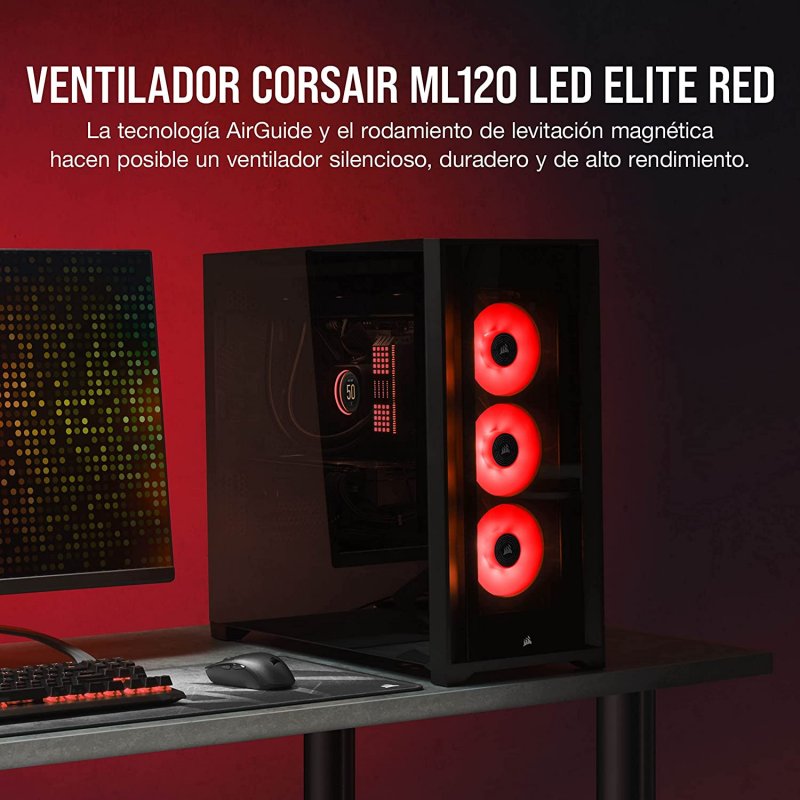 VENTILADOR CORSAIR ML120 LED ELITE RED
La tecnología AirGuide y el rodamiento de levitación magnética
hacen posible un ventilador silencioso, duradero y de alto rendimiento.
50